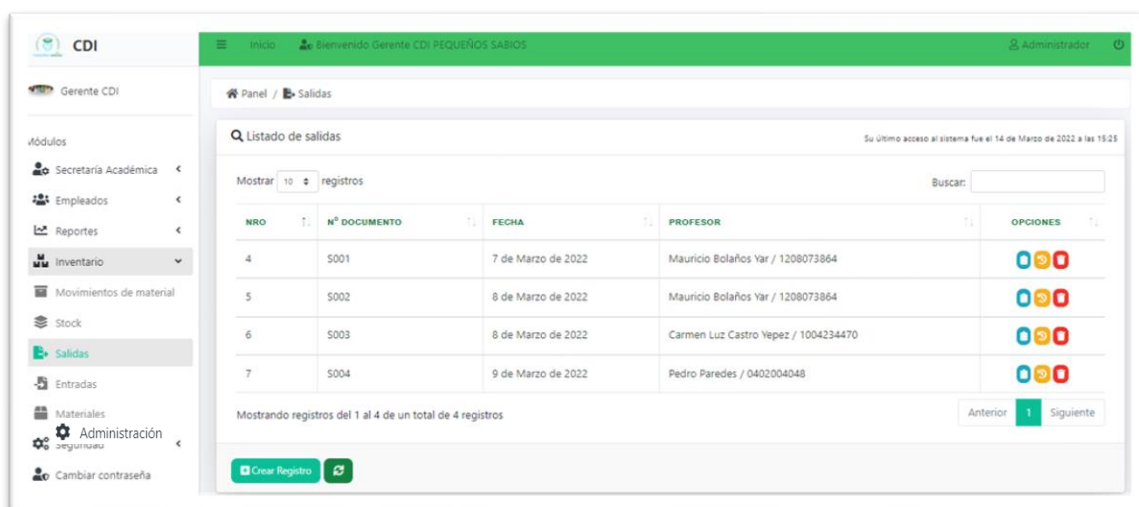 CDI
Inicio Bienvenido Gerente CDI PEQUEÑOS SABIOS Administrador
Gerente CDI
Panel / Salidas
Módulos
Listado de salidas Su último acceso al sistema fue el 14 de Marzo de 2022 a las 15:25
Secretaría Académica
Mostrar 10 registros Buscar:
Empleados
NRO N° DOCUMENTO FECHA PROFESOR OPCIONES
Reportes
Inventario
4 S001 7 de Marzo de 2022 Mauricio Bolaños Yar / 1208073864
Movimientos de material
5 S002 8 de Marzo de 2022 Mauricio Bolaños Yar / 1208073864
Stock
6 S003 8 de Marzo de 2022 Carmen Luz Castro Yepez / 1004234470
Salidas
7 S004 9 de Marzo de 2022 Pedro Paredes / 0402004048
Entradas
Materiales
Mostrando registros del 1 al 4 de un total de 4 registros Anterior 1 Siguiente
Administración
Seguridad
Crear Registro
Cambiar contraseña